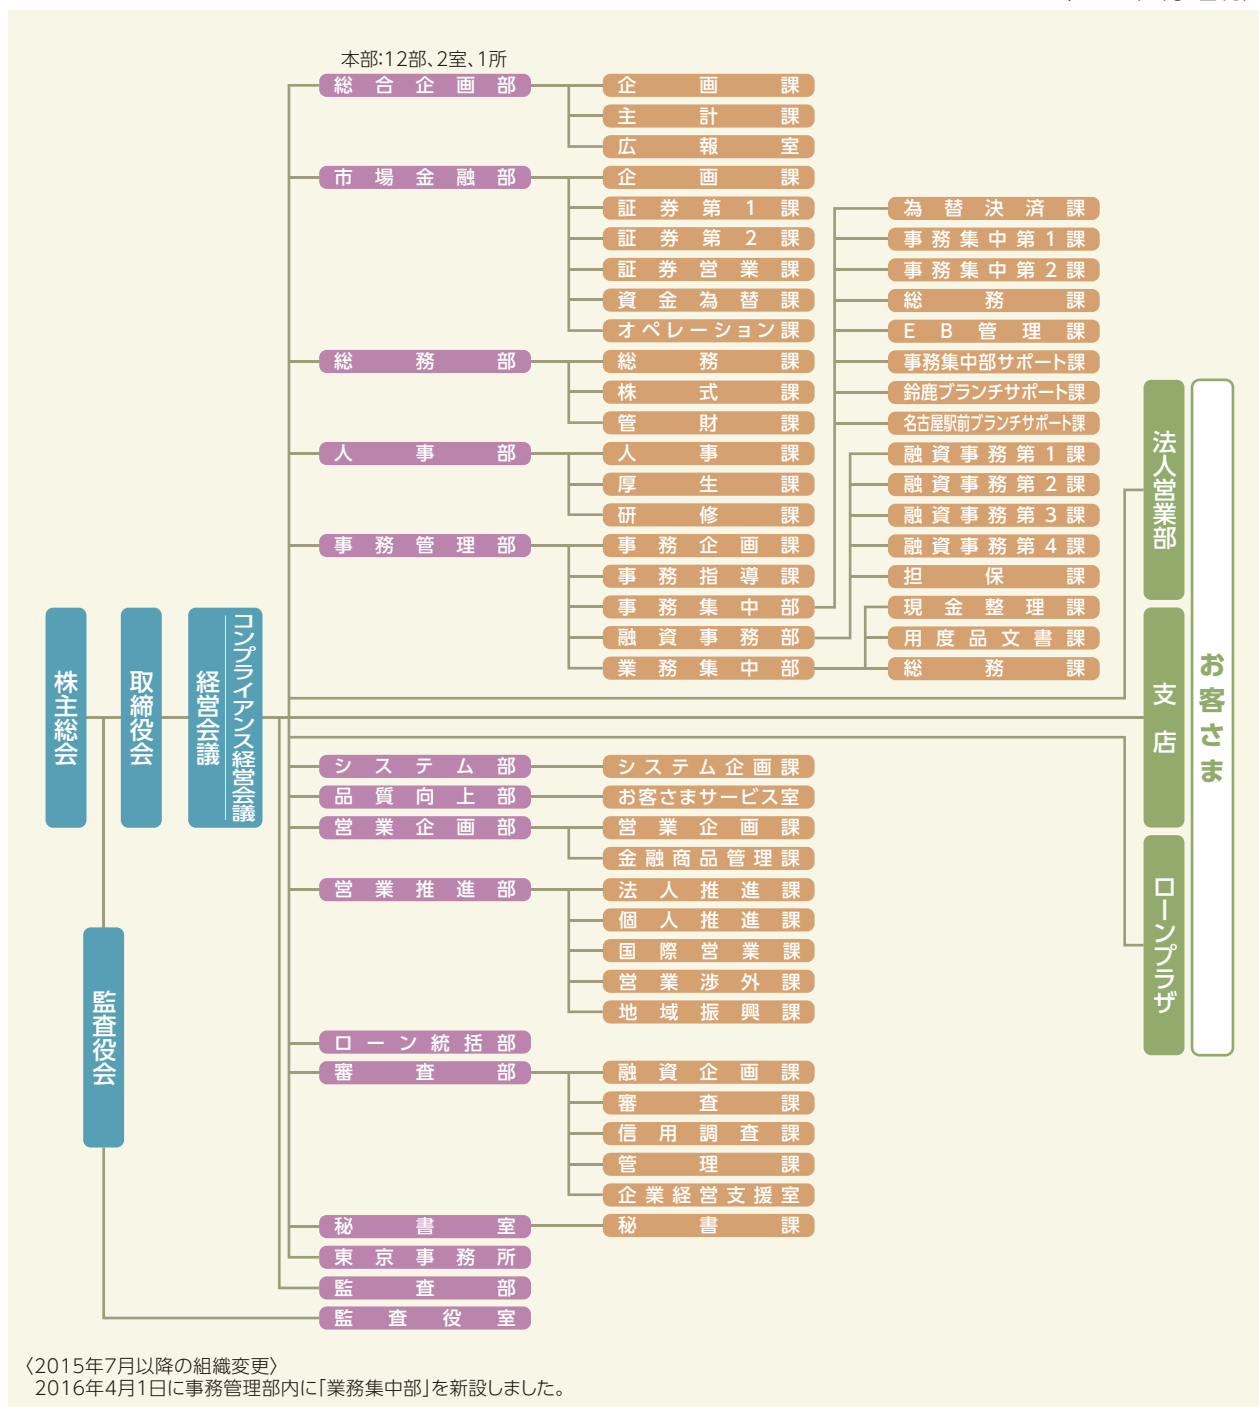 本部:12部、2室、1所
総合企画部
企画課
主計課
広報室
市場金融部
企画課
証券第1課
証券第2課
証券営業課
資金為替課
オペレーション課
総務部
総務課
株式課
管財課
人事部
人事課
厚生課
研修課
事務管理部
事務企画課
事務指導課
事務集中部
融資事務部
業務集中部
為替決済課
事務集中第1課
事務集中第2課
総務課
EB管理課
事務集中部サポート課
鈴鹿ブランチサポート課
名古屋駅前ブランチサポート課
融資事務第1課
融資事務第2課
融資事務第3課
融資事務第4課
担保課
現金整理課
用度品文書課
総務課
株主総会
取締役会
経営会議
コンプライアンス経営会議
監査役会
システム部
システム企画課
品質向上部
お客さまサービス室
営業企画部
営業企画課
金融商品管理課
営業推進部
法人推進課
個人推進課
国際営業課
営業渉外課
地域振興課
ローン統括部
審査部
融資企画課
審査課
信用調査課
管理課
企業経営支援室
秘書室
秘書課
東京事務所
監査部
監査役室
法人営業部
支店
ローンプラザ
お客さま
〈2015年7月以降の組織変更〉
2016年4月1日に事務管理部内に「業務集中部」を新設しました。